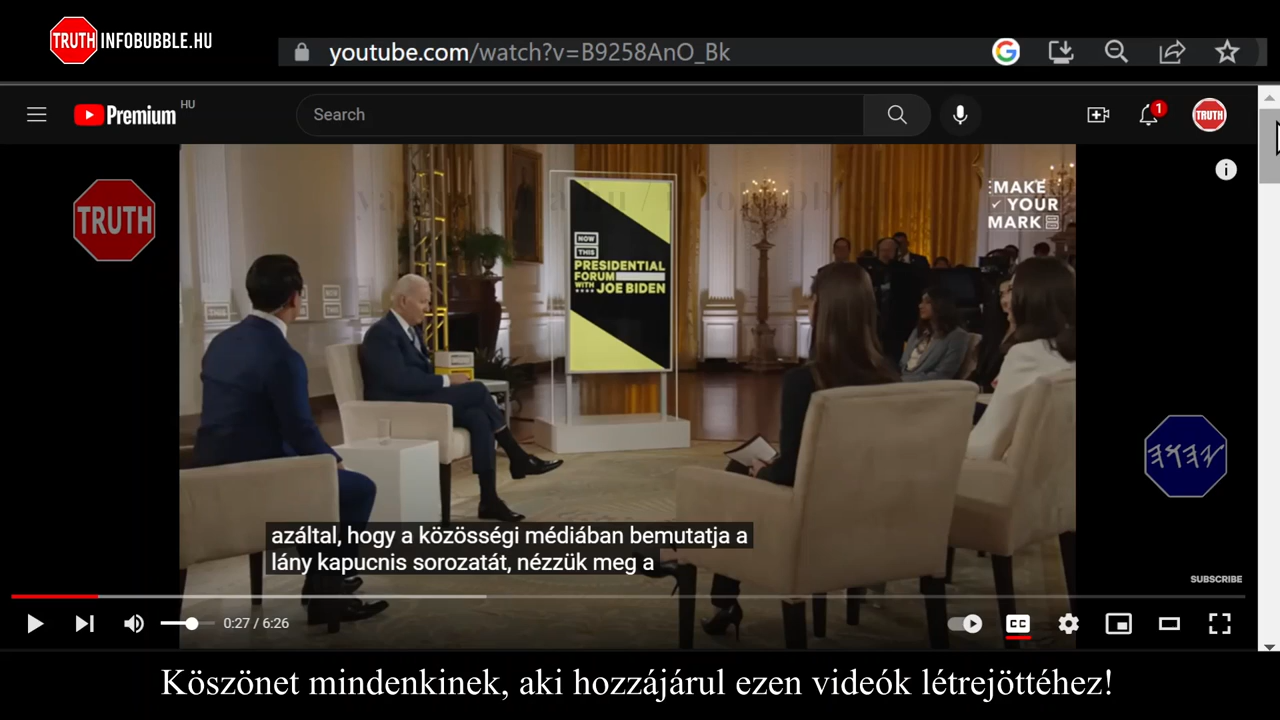 TRUTH INFOBUBBLE.HU
youtube.com/watch?v=B9258AnO_Bk
Premium HU
Search
1
TRUTH
TRUTH
MAKE
YOUR
MARK
NOW
THIS
PRESIDENTIAL
FORUM
WITH JOE BIDEN
azáltal, hogy a közösségi médiában bemutatja a
lány kapucnis sorozatát, nézzük meg a
SUBSCRIBE
0:27 / 6:26
CC
Köszönet mindenkinek, aki hozzájárul ezen videók létrejöttéhez!